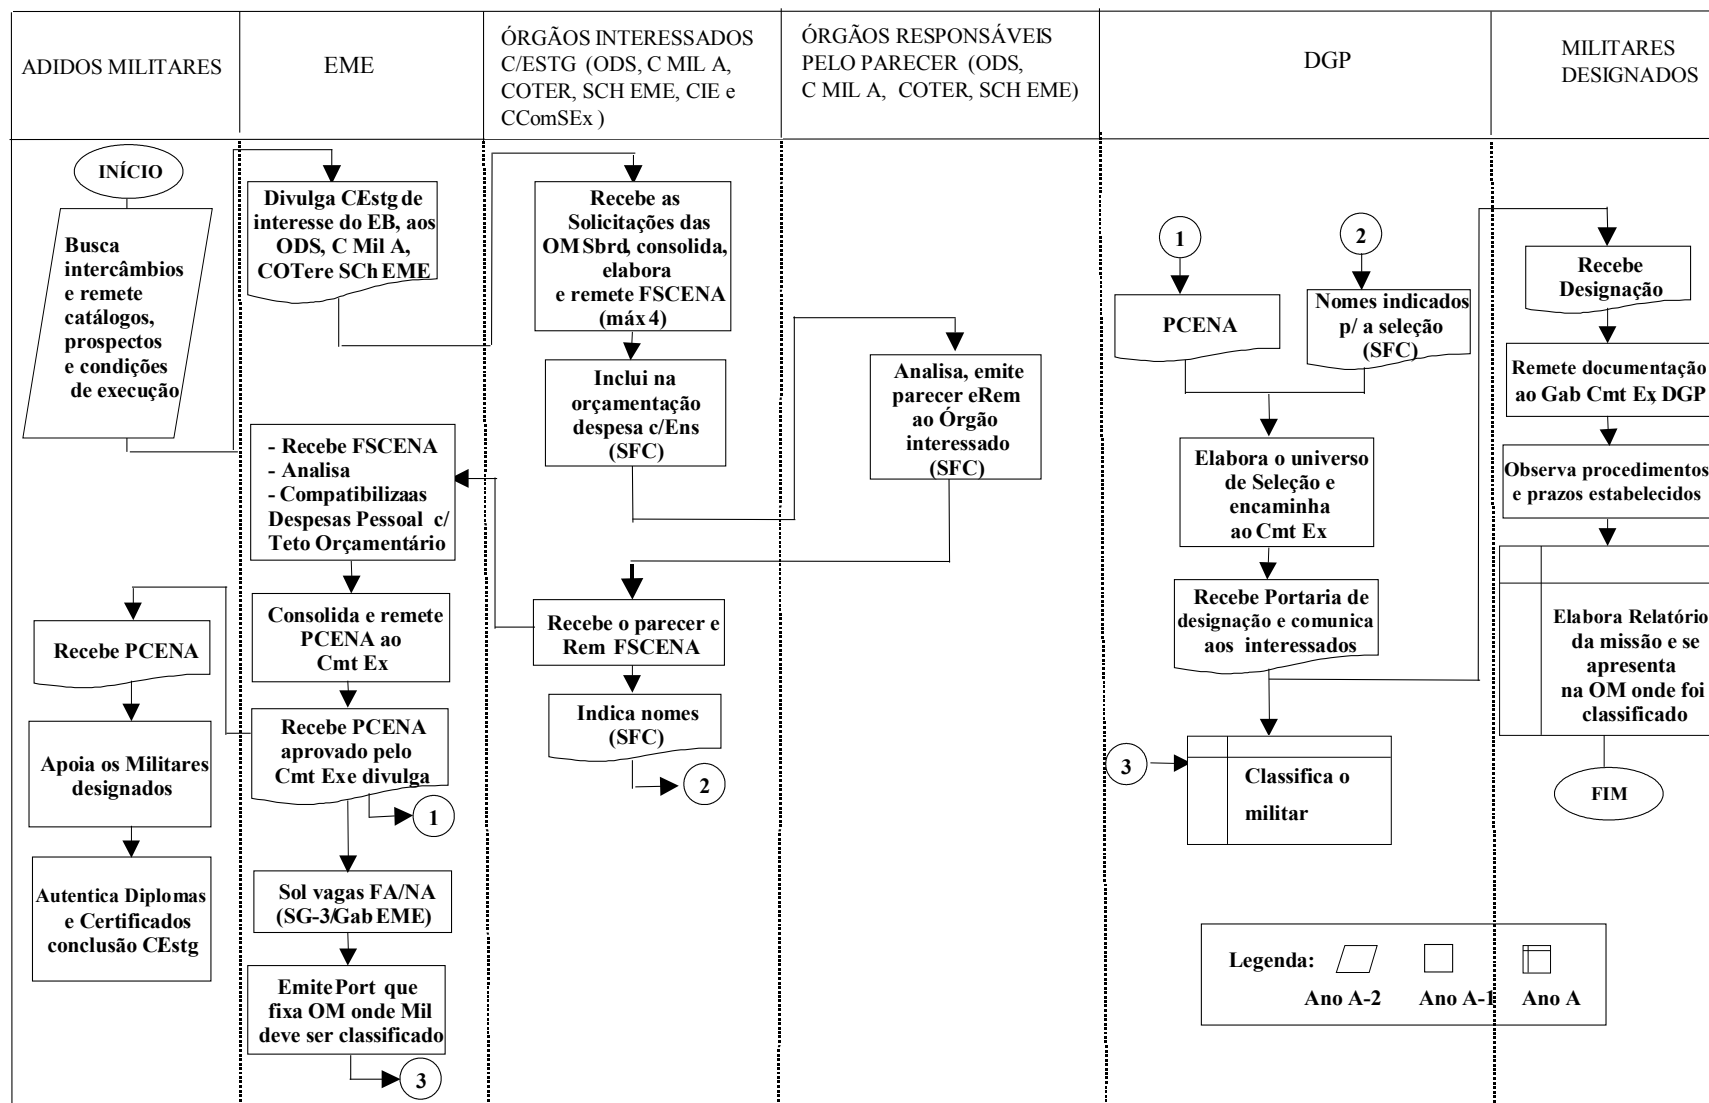 ADIDOS MILITARES
EME
ÓRGÃOS INTERESSADOS
C/ESTG (ODS, C MIL A,
COTER, SCH EME, CIE e
CComSEx )
ÓRGÃOS RESPONSÁVEIS
PELO PARECER (ODS,
C MIL A, COTER, SCH EME)
DGP
MILITARES
DESIGNADOS
INÍCIO
Busca
intercâmbios
e remete
catálogos,
prospectos
e condições
de execução
Recebe PCENA
Apoia os Militares
designados
Autentica Diplomas
e Certificados
conclusão CEstg
Divulga CEstg de
interesse do EB, aos
ODS, C Mil A,
COTer e SCh EME
- Recebe FSCENA
- Analisa
- Compatibiliza as
Despesas Pessoal c/
Teto Orçamentário
Consolida e remete
PCENA ao
Cmt Ex
Recebe PCENA
aprovado pelo
Cmt Ex e divulga
1
Sol vagas FA/NA
(SG-3/Gab EME)
Emite Port que
fixa OM onde Mil
deve ser classificado
3
Recebe as
Solicitações das
OM Sbrd, consolida,
elabora
e remete FSCENA
(máx 4)
Inclui na
orçamentação
despesa c/Ens
(SFC)
Recebe o parecer e
Rem FSCENA
Indica nomes
(SFC)
2
Analisa, emite
parecer e Rem
ao Órgão
interessado
(SFC)
1
2
PCENA
Nomes indicados
p/ a seleção
(SFC)
Elabora o universo
de Seleção e
encaminha
ao Cmt Ex
Recebe Portaria de
designação e comunica
aos interessados
3
Classifica o
militar
Recebe
Designação
Remete documentação
ao Gab Cmt Ex, DGP
Observa procedimentos
e prazos estabelecidos
Elabora Relatório
da missão e se
apresenta
na OM onde foi
classificado
FIM
Legenda:
Ano A-2 Ano A-1 Ano A